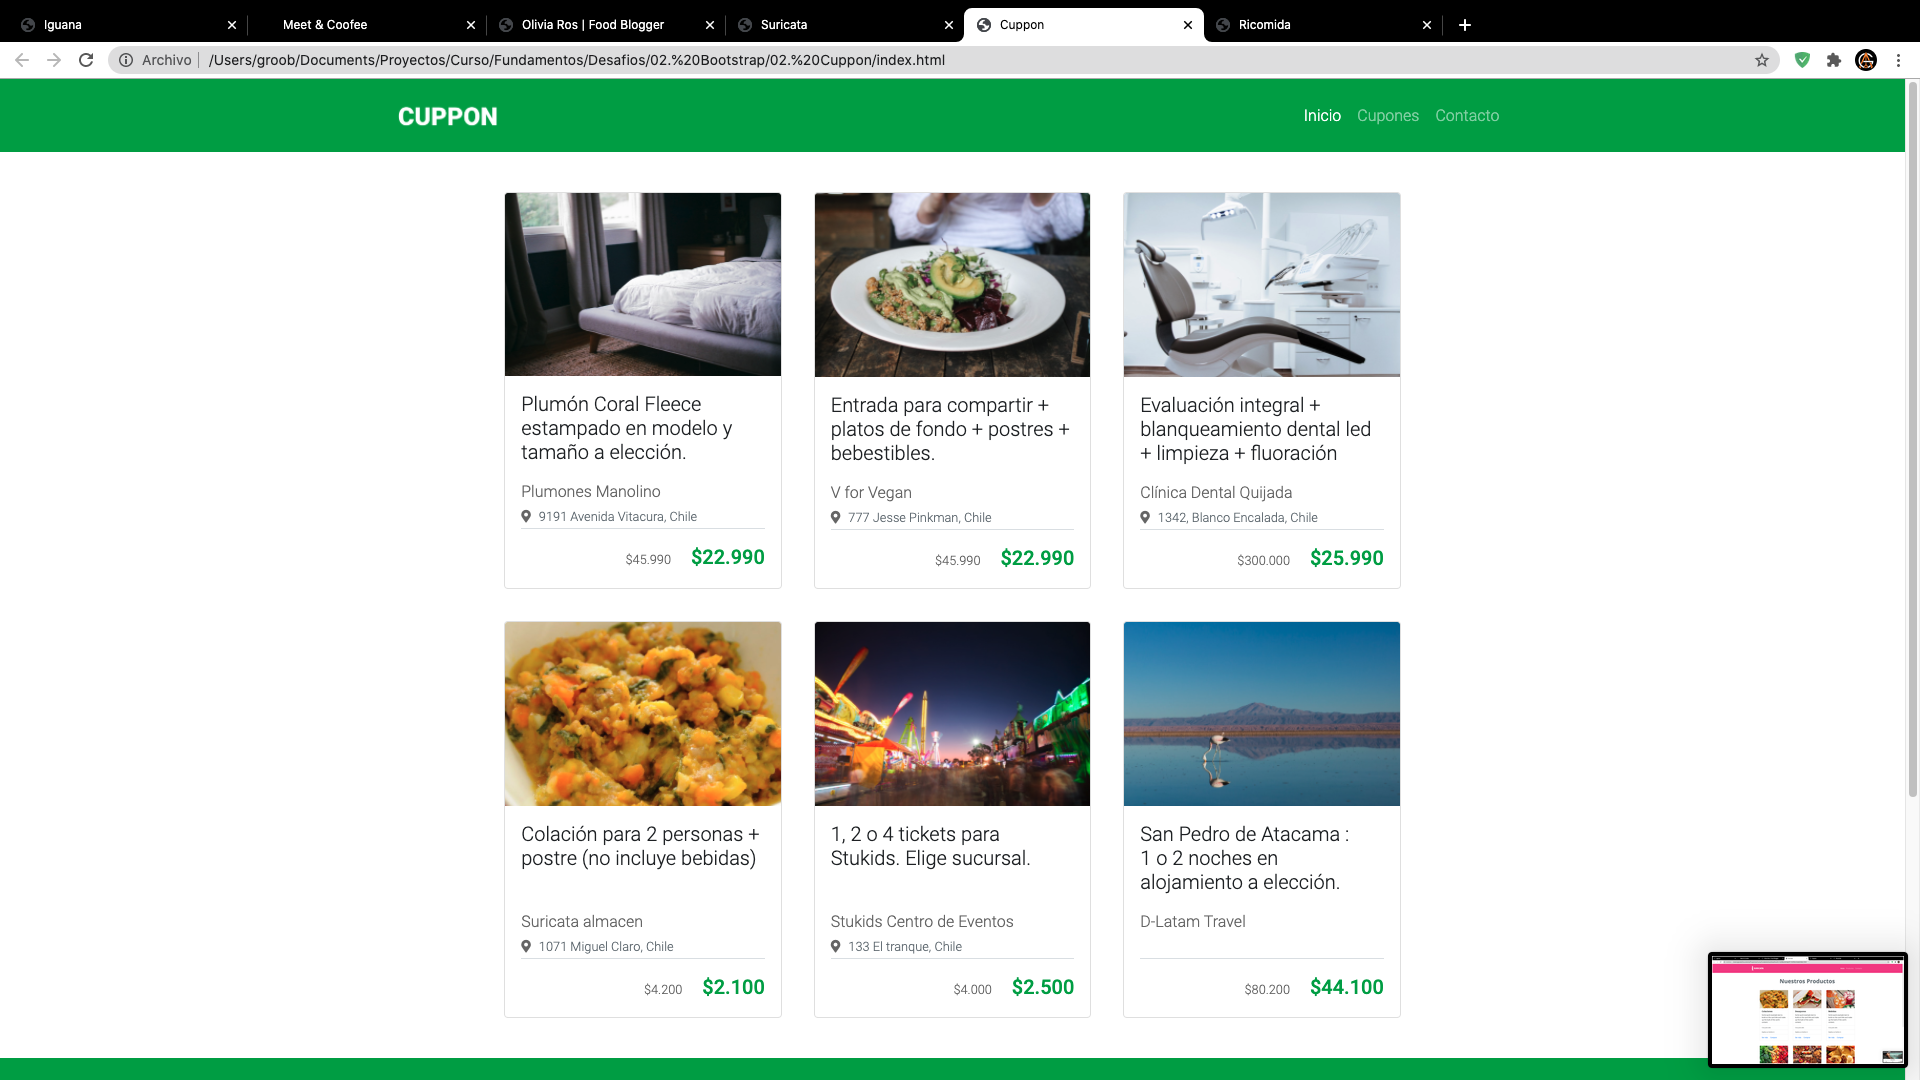 Iguana
Meet & Coofee
Olivia Ros | Food Blogger
Suricata
Cuppon
Ricomida
Archivo
/Users/groob/Documents/Proyectos/Curso/Fundamentos/Desafios/02.%20Bootstrap/02.%20Cuppon/index.html
CUPPON
Inicio
Cupones
Contacto
Plumón Coral Fleece
estampado en modelo y
tamaño a elección.
Plumones Manolino
9191 Avenida Vitacura, Chile
$45.990 $22.990
Entrada para compartir +
platos de fondo + postres +
bebestibles.
V for Vegan
777 Jesse Pinkman, Chile
$45.990 $22.990
Evaluación integral +
blanqueamiento dental led
+ limpieza + fluoración
Clínica Dental Quijada
1342, Blanco Encalada, Chile
$300.000 $25.990
Colación para 2 personas +
postre (no incluye bebidas)
Suricata almacen
1071 Miguel Claro, Chile
$4.200 $2.100
1, 2 o 4 tickets para
Stukids. Elige sucursal.
Stukids Centro de Eventos
133 El tranque, Chile
$4.000 $2.500
San Pedro de Atacama :
1 o 2 noches en
alojamiento a elección.
D-Latam Travel
$80.200 $44.100
Nuestros Productos